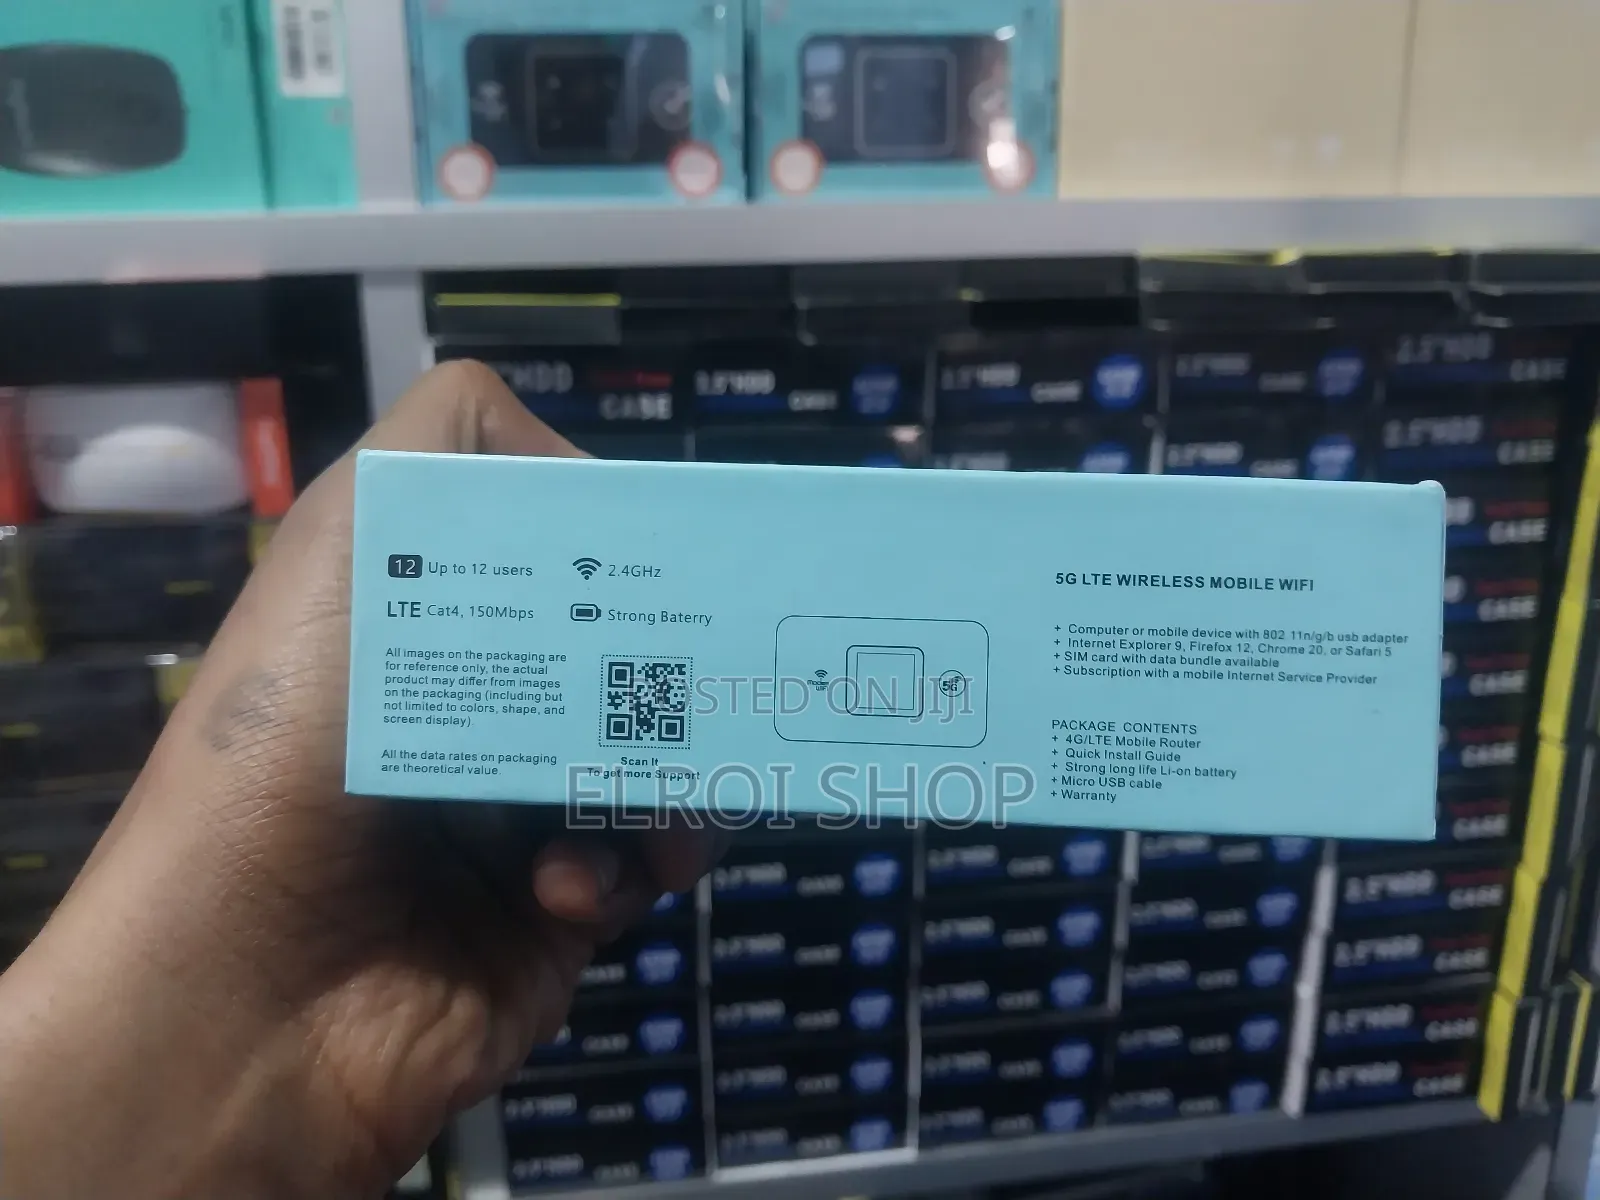 12 Up to 12 users
2.4GHz
LTE Cat4, 150Mbps
Strong Baterry
All images on the packaging are
for reference only, the actual
product may differ from images
on the packaging (including but
not limited to colors, shape, and
screen display).
All the data rates on packaging
are theoretical value.
Scan It
To get more Support
5G
5G LTE WIRELESS MOBILE WIFI
+ Computer or mobile device with 802 11n/g/b usb adapter
+ Internet Explorer 9, Firefox 12, Chrome 20, or Safari 5
+ SIM card with data bundle available
+ Subscription with a mobile Internet Service Provider
PACKAGE CONTENTS
+ 4G/LTE Mobile Router
+ Quick Install Guide
+ Strong long life Li-on battery
+ Micro USB cable
+ Warranty
POSTED ON JIJI
ELROI SHOP
CASE